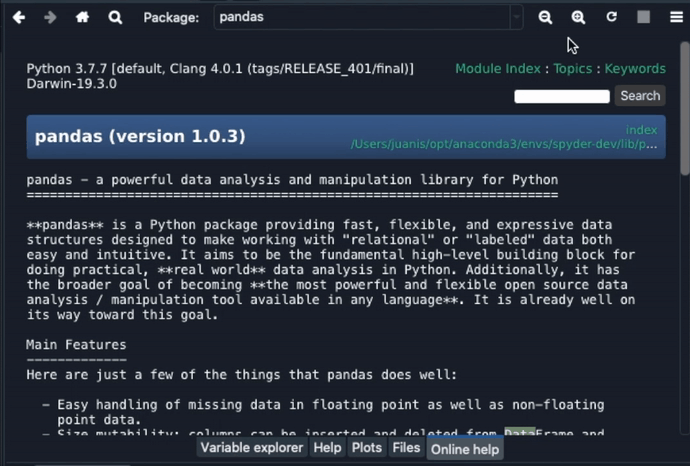 Package: pandas
Python 3.7.7 [default, Clang 4.0.1 (tags/RELEASE_401/final)]
Darwin-19.3.0
Module Index : Topics : Keywords
Search
pandas (version 1.0.3)
index
/Users/juanis/opt/anaconda3/envs/spyder-dev/lib/p...
pandas - a powerful data analysis and manipulation library for Python
=====================================================================
**pandas** is a Python package providing fast, flexible, and expressive data
structures designed to make working with "relational" or "labeled" data both
easy and intuitive. It aims to be the fundamental high-level building block for
doing practical, **real world** data analysis in Python. Additionally, it has
the broader goal of becoming **the most powerful and flexible open source data
analysis / manipulation tool available in any language**. It is already well on
its way toward this goal.
Main Features
-------------
Here are just a few of the things that pandas does well:
- Easy handling of missing data in floating point as well as non-floating
point data.
- Size mutability: columns can be inserted and deleted from DataFrame and
Variable explorer Help Plots Files Online help